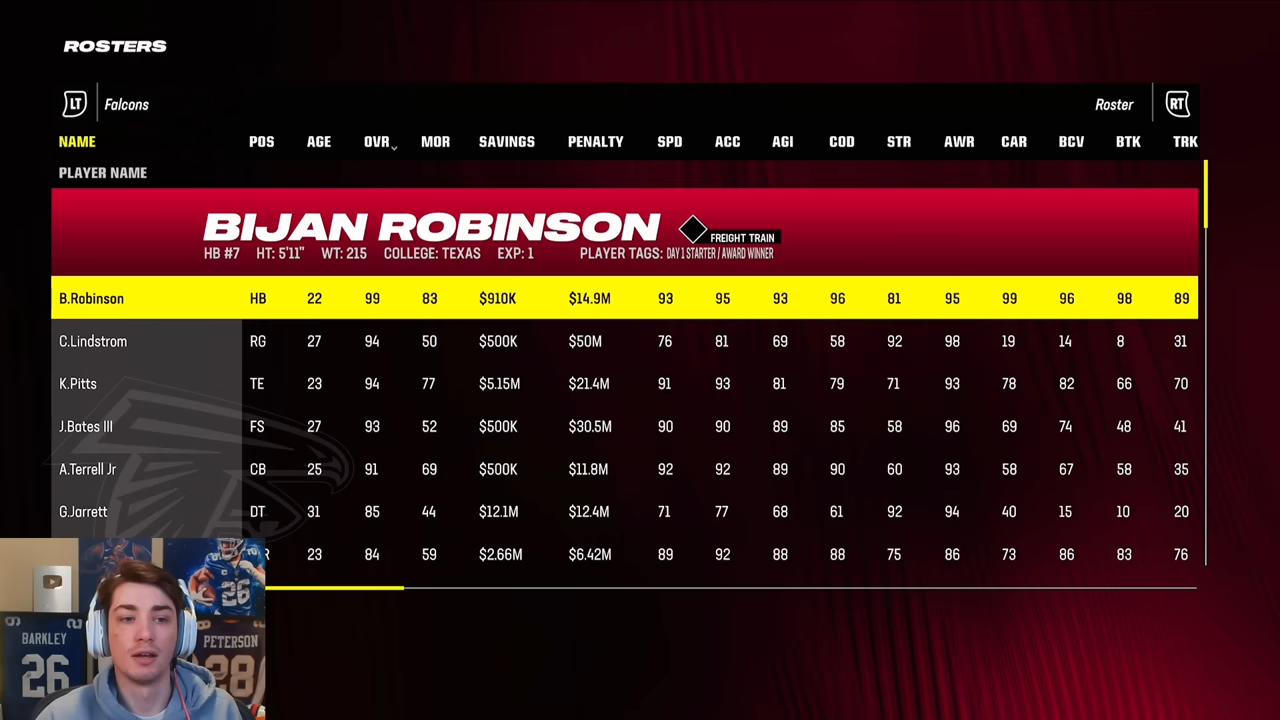 ROSTERS
LT Falcons Roster RT
NAME POS AGE OVR MOR SAVINGS PENALTY SPD ACC AGI COD STR AWR CAR BCV BTK TRK
PLAYER NAME
BIJAN ROBINSON FREIGHT TRAIN
HB #7 HT: 5'11" WT: 215 COLLEGE: TEXAS EXP: 1 PLAYER TAGS: DAY 1 STARTER / AWARD WINNER
B.Robinson HB 22 99 83 $910K $14.9M 93 95 93 96 81 95 99 96 98 89
C.Lindstrom RG 27 94 50 $500K $50M 76 81 69 58 92 98 19 14 8 31
K.Pitts TE 23 94 77 $5.15M $21.4M 91 93 81 79 71 93 78 82 66 70
J.Bates III FS 27 93 52 $500K $30.5M 90 90 89 85 58 96 69 74 48 41
A.Terrell Jr CB 25 91 69 $500K $11.8M 92 92 89 90 60 93 58 67 58 35
G.Jarrett DT 31 85 44 $12.1M $12.4M 71 77 68 61 92 94 40 15 10 20
23 84 59 $2.66M $6.42M 89 92 88 88 75 86 73 86 83 76
26
BARKLEY
26
PETERSON
28